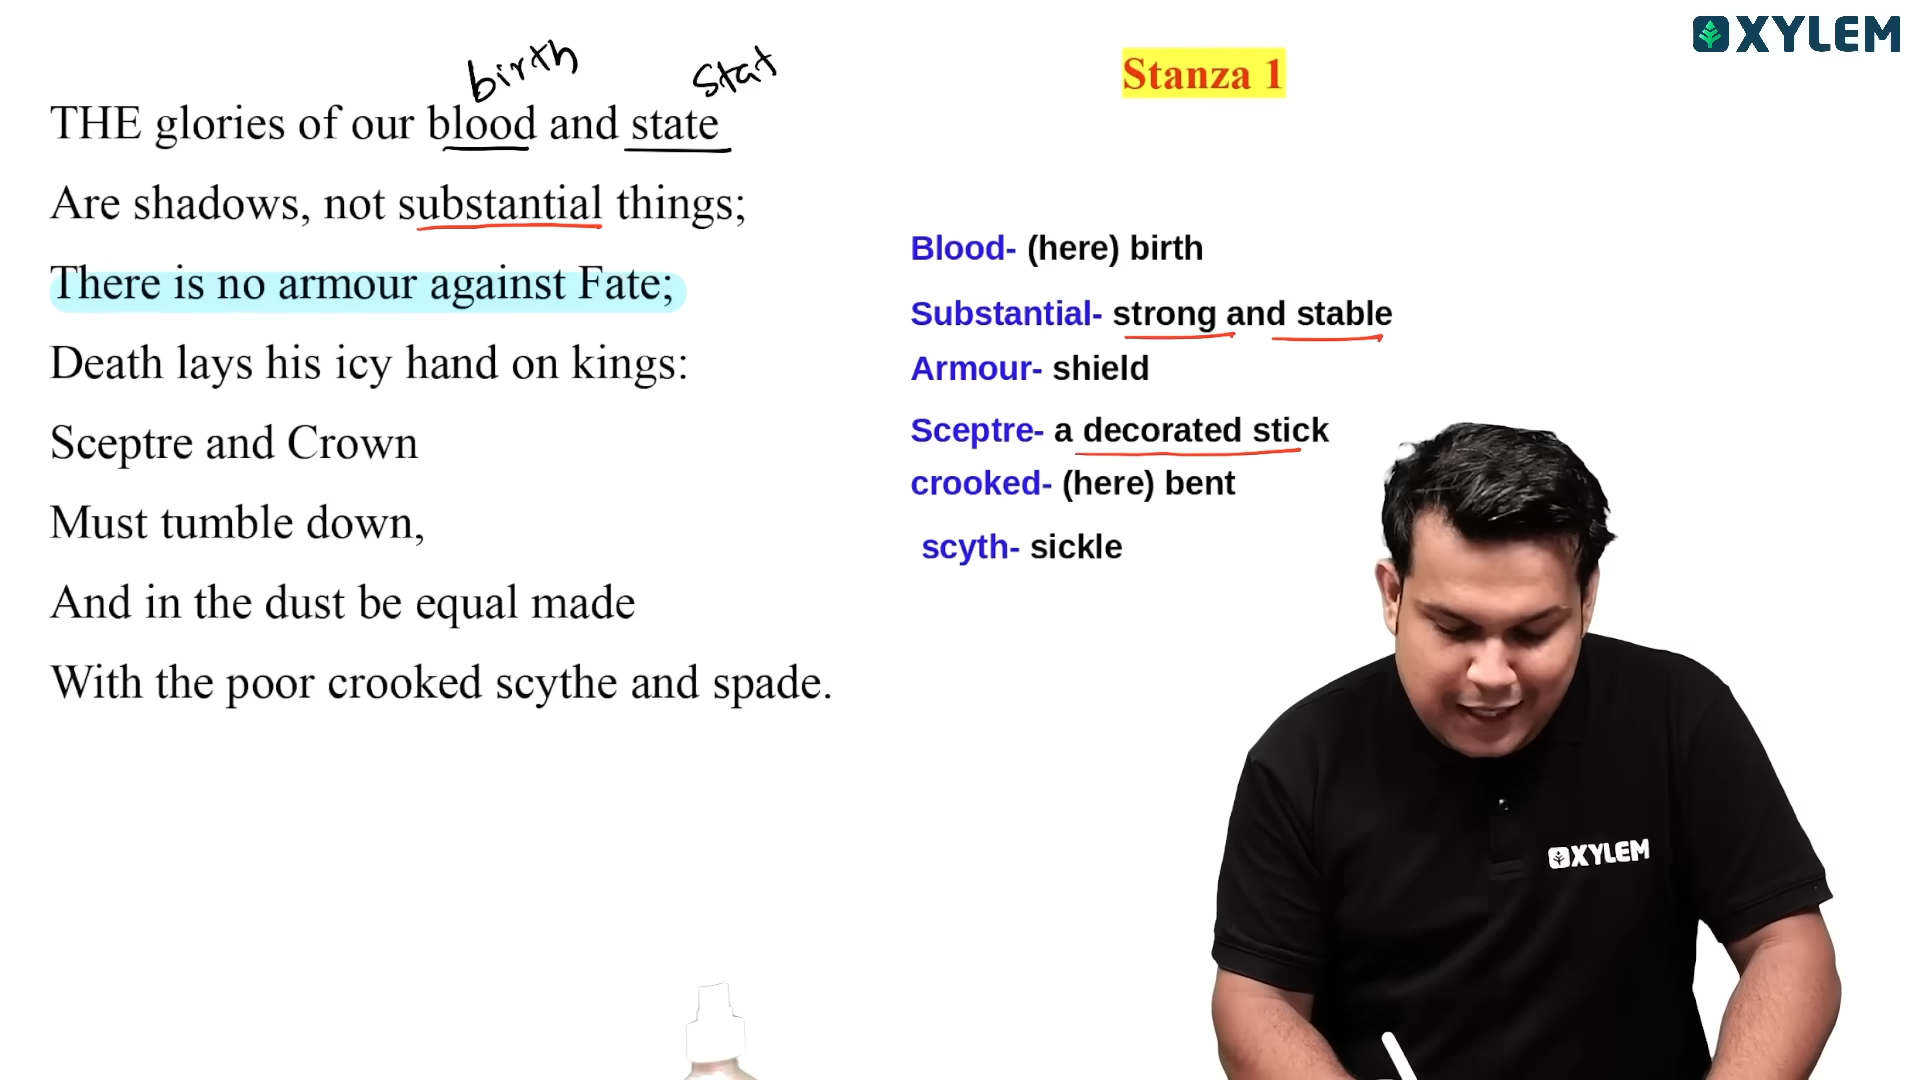 XYLEM
birth
stat
Stanza 1
THE glories of our blood and state
Are shadows, not substantial things;
There is no armour against Fate;
Death lays his icy hand on kings:
Sceptre and Crown
Must tumble down,
And in the dust be equal made
With the poor crooked scythe and spade.
Blood- (here) birth
Substantial- strong and stable
Armour- shield
Sceptre- a decorated stick
crooked- (here) bent
scyth- sickle
XYLEM